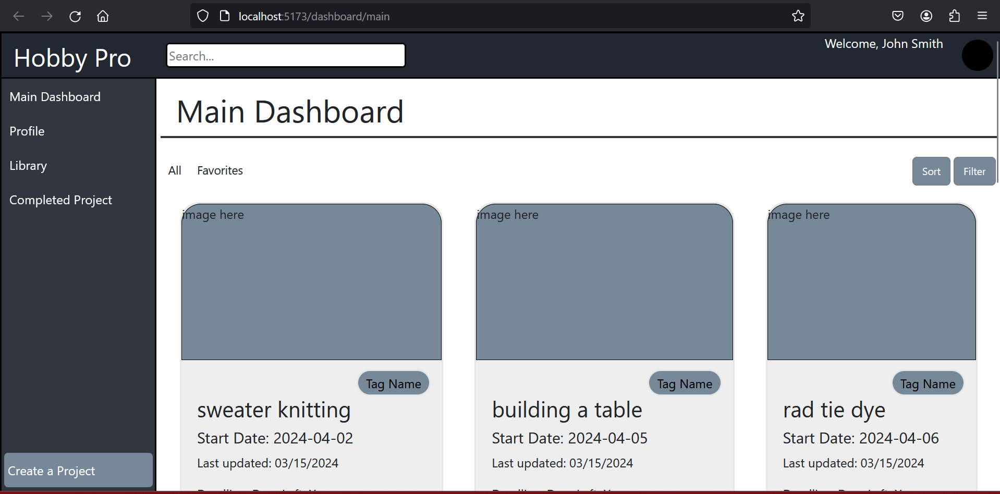 localhost:5173/dashboard/main
Hobby Pro
Search...
Welcome, John Smith
Main Dashboard
Profile
Library
Completed Project
Create a Project
Main Dashboard
All Favorites
Sort Filter
image here
Tag Name
sweater knitting
Start Date: 2024-04-02
Last updated: 03/15/2024
image here
Tag Name
building a table
Start Date: 2024-04-05
Last updated: 03/15/2024
image here
Tag Name
rad tie dye
Start Date: 2024-04-06
Last updated: 03/15/2024